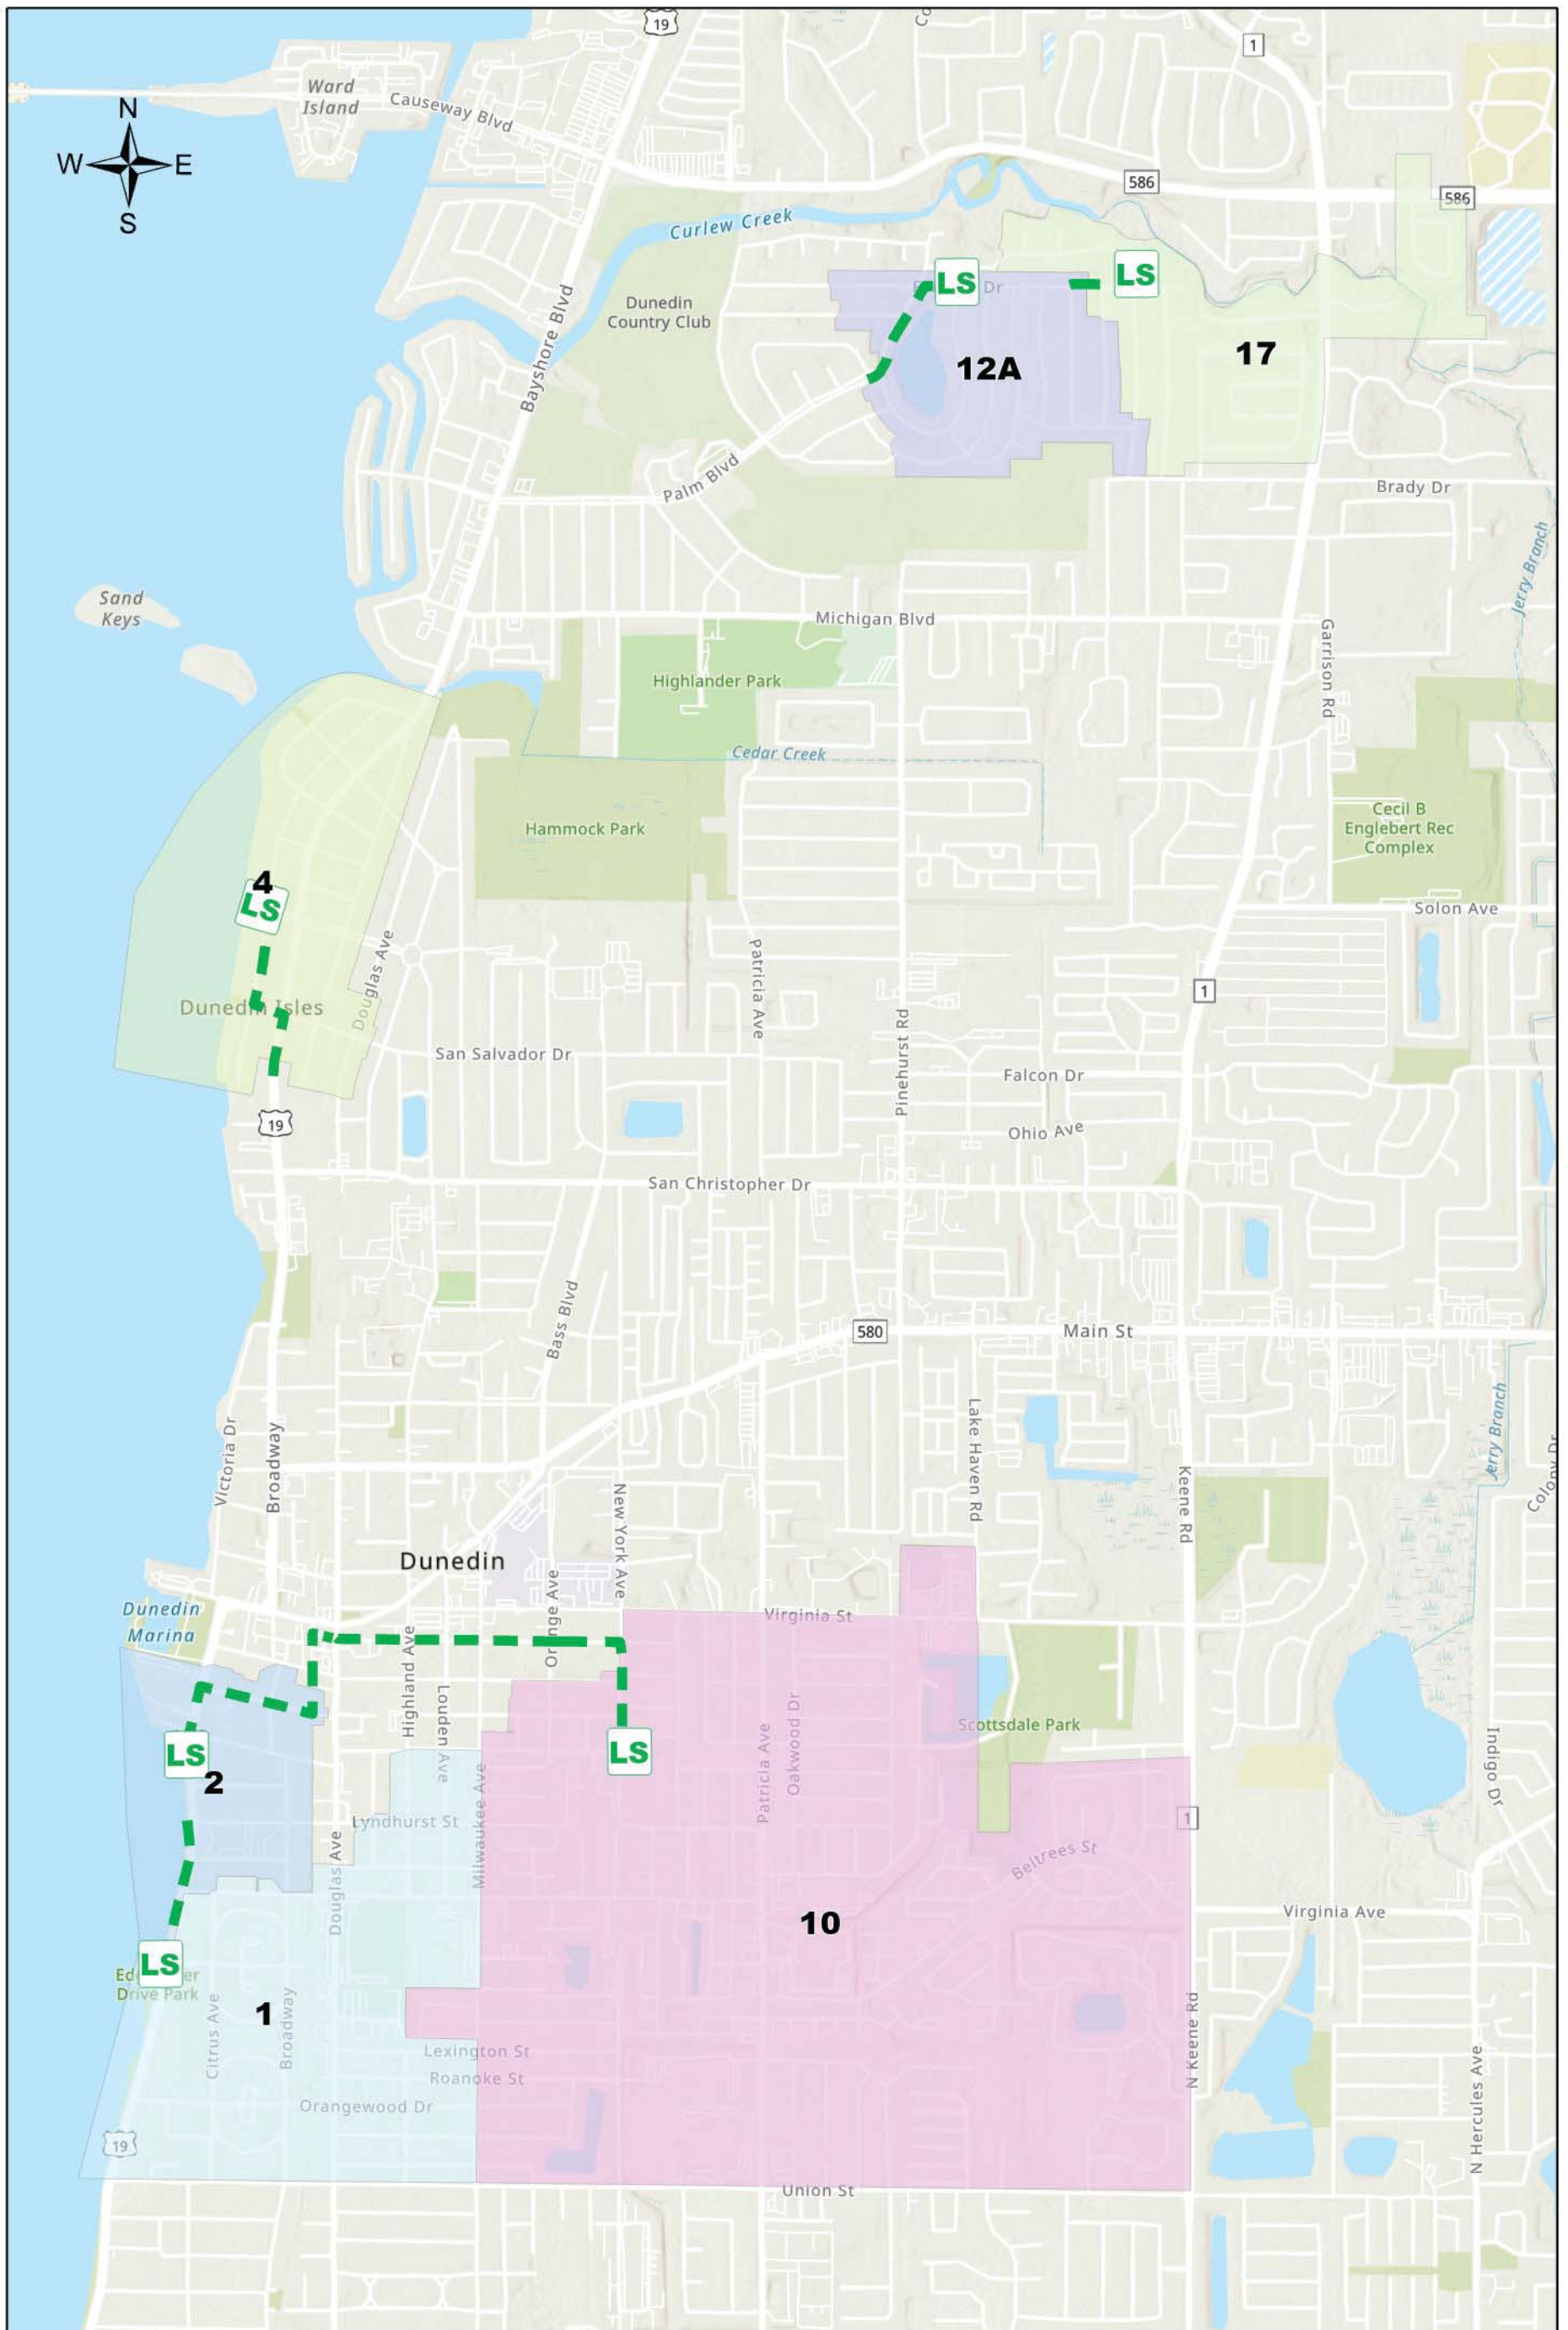 19
Co
1
Ward
Island
Causeway Blvd
N
W
E
S
586
586
Curlew Creek
LS
LS
Dr
Dunedin
Country Club
Bayshore Blvd
12A
17
Palm Blvd
Brady Dr
Jerry Branch
Sand
Keys
Michigan Blvd
Garrison Rd
Highlander Park
Cedar Creek
Hammock Park
Cecil B
Englebert Rec
Complex
4
LS
Solon Ave
Douglas Ave
Patricia Ave
1
Dunedin Isles
San Salvador Dr
Pinehurst Rd
Falcon Dr
19
Ohio Ave
San Christopher Dr
Bass Blvd
580
Main St
Victoria Dr
Broadway
Lake Haven Rd
Jerry Branch
Colony Dr
Keene Rd
New York Ave
Dunedin
Orange Ave
Dunedin
Marina
Virginia St
Highland Ave
Louden Ave
Scottsdale Park
LS
LS
2
Patricia Ave
Oakwood Dr
Indigo Dr
Milwaukee Ave
Lyndhurst St
1
Douglas Ave
Beltrees St
10
Virginia Ave
LS
Drive Park
1
Citrus Ave
Broadway
N Keene Rd
Lexington St
Roanoke St
Orangewood Dr
N Hercules Ave
19
Union St